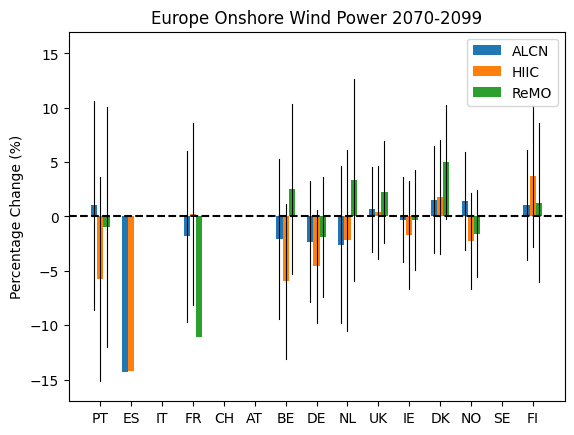 Europe Onshore Wind Power 2070-2099
Percentage Change (%)
15
10
5
0
−5
−10
−15
ALCN
HIIC
ReMO
PT ES IT FR CH AT BE DE NL UK IE DK NO SE FI